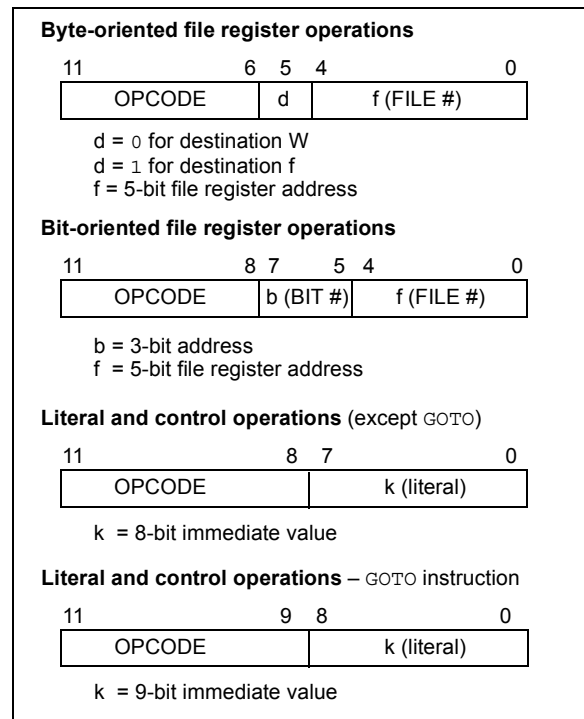 Byte-oriented file register operations
11 6 5 4 0
OPCODE d f (FILE #)
d = 0 for destination W
d = 1 for destination f
f = 5-bit file register address
Bit-oriented file register operations
11 8 7 5 4 0
OPCODE b (BIT #) f (FILE #)
b = 3-bit address
f = 5-bit file register address
Literal and control operations (except GOTO)
11 8 7 0
OPCODE k (literal)
k = 8-bit immediate value
Literal and control operations – GOTO instruction
11 9 8 0
OPCODE k (literal)
k = 9-bit immediate value